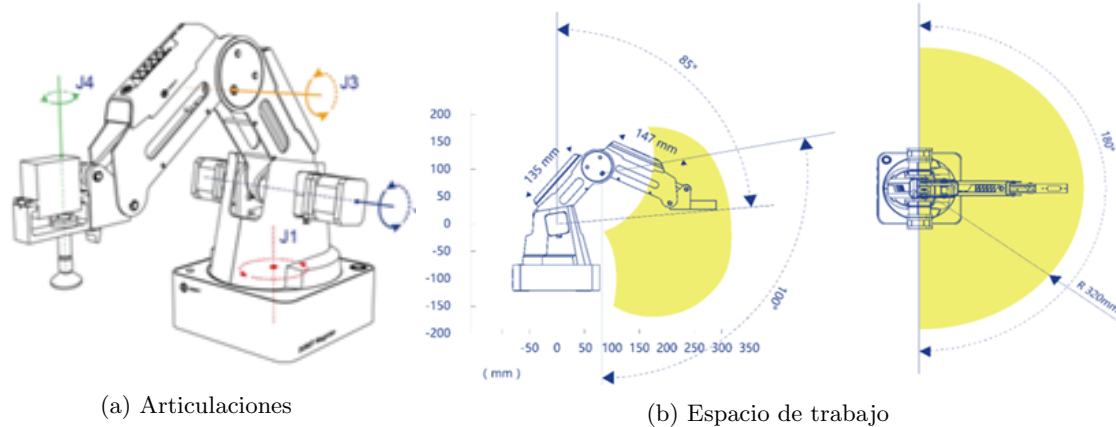 J4
J3
J1
85°
200
150
100
50
0
-50
-100
-150
-200
135 mm
147 mm
100°
-50 0 50 100 150 200 250 300 350
( mm )
180°
R 320mm
(a) Articulaciones
(b) Espacio de trabajo